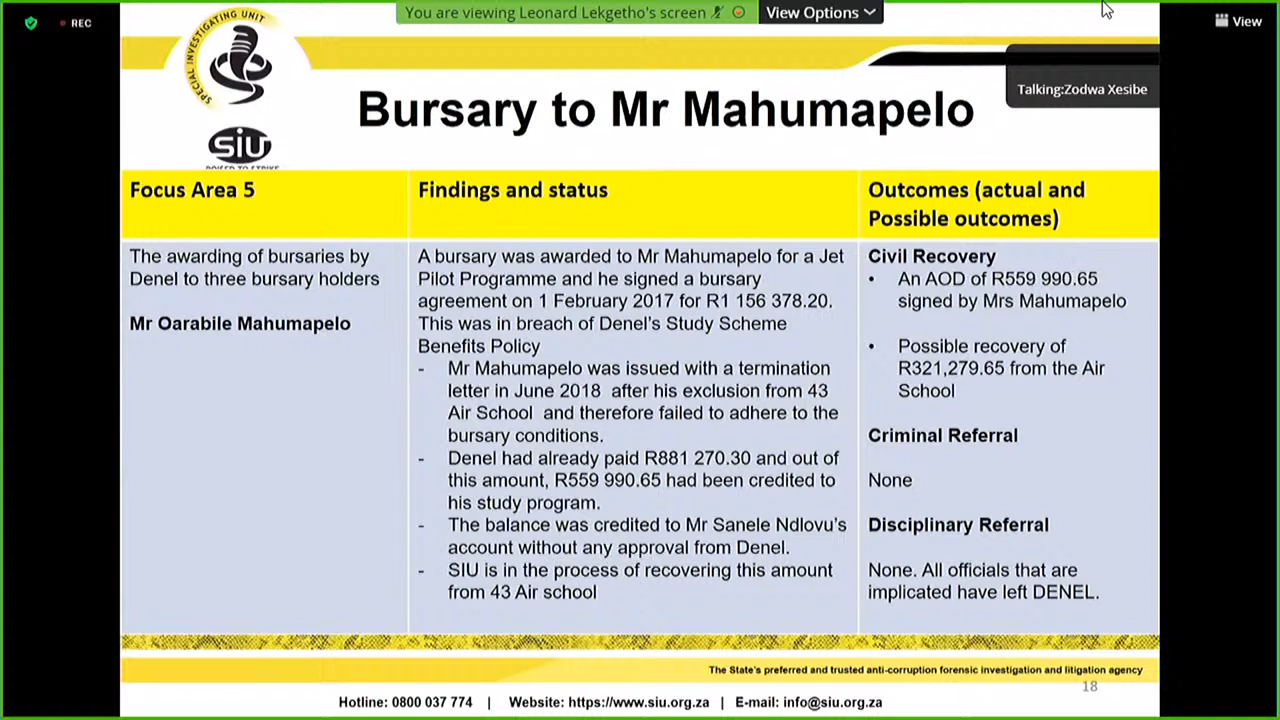 REC
You are viewing Leonard Lekgetho's screen
View Options
View
SPECIAL INVESTIGATING UNIT
SIU
POISED TO STRIKE
Talking:Zodwa Xesibe
Bursary to Mr Mahumapelo
Focus Area 5
Findings and status
Outcomes (actual and
Possible outcomes)
The awarding of bursaries by
Denel to three bursary holders
Mr Oarabile Mahumapelo
A bursary was awarded to Mr Mahumapelo for a Jet
Pilot Programme and he signed a bursary
agreement on 1 February 2017 for R1 156 378.20.
This was in breach of Denel's Study Scheme
Benefits Policy
- Mr Mahumapelo was issued with a termination
letter in June 2018 after his exclusion from 43
Air School and therefore failed to adhere to the
bursary conditions.
- Denel had already paid R881 270.30 and out of
this amount, R559 990.65 had been credited to
his study program.
- The balance was credited to Mr Sanele Ndlovu's
account without any approval from Denel.
- SIU is in the process of recovering this amount
from 43 Air school
Civil Recovery
• An AOD of R559 990.65
signed by Mrs Mahumapelo
• Possible recovery of
R321,279.65 from the Air
School
Criminal Referral
None
Disciplinary Referral
None. All officials that are
implicated have left DENEL.
The State's preferred and trusted anti-corruption forensic investigation and litigation agency
18
Hotline: 0800 037 774 | Website: https://www.siu.org.za | E-mail: info@siu.org.za